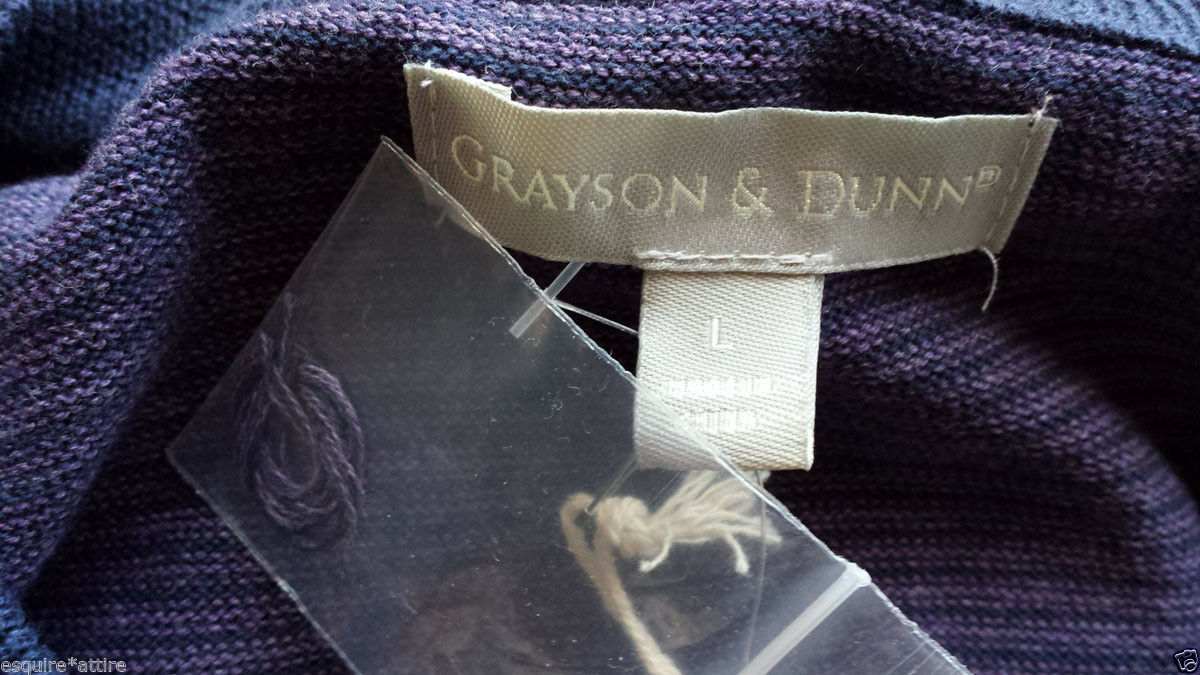 GRAYSON & DUNN®
L
esquire*attire